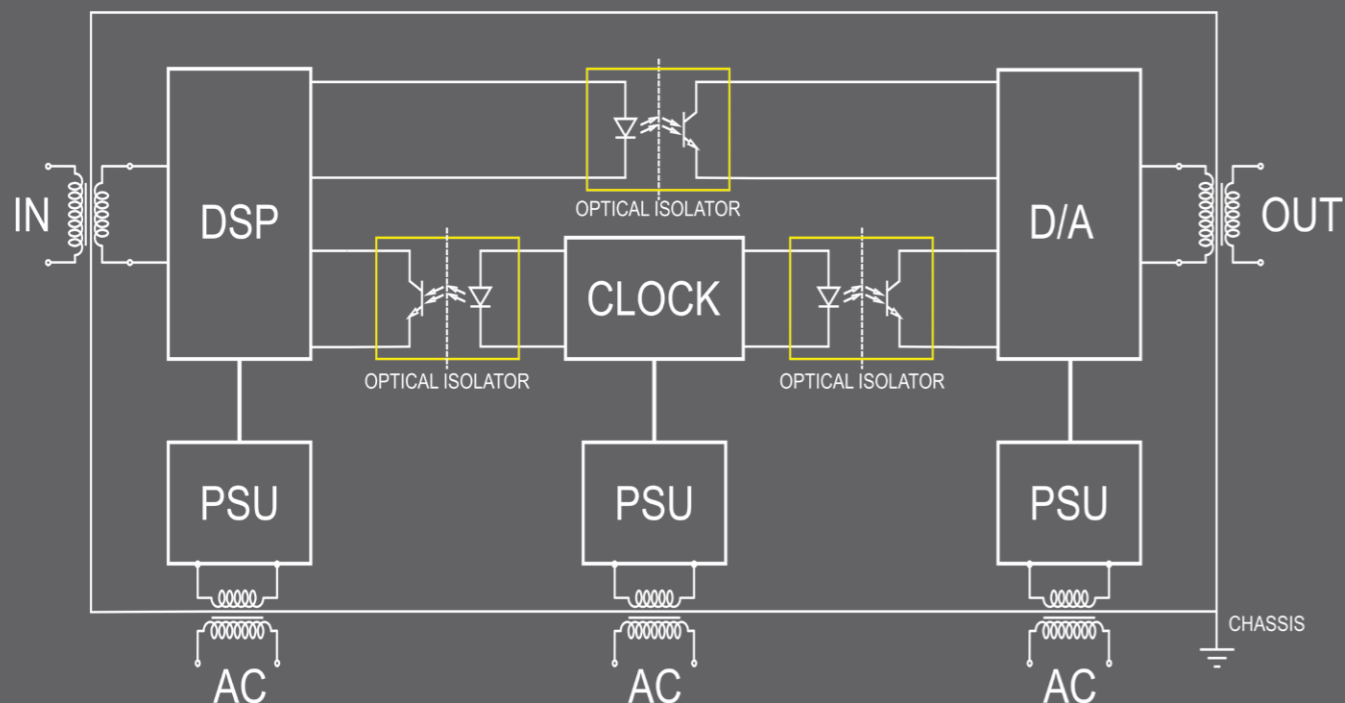 OPTICAL ISOLATOR
IN
DSP
D/A
OUT
CLOCK
OPTICAL ISOLATOR
OPTICAL ISOLATOR
PSU
PSU
PSU
CHASSIS
AC
AC
AC